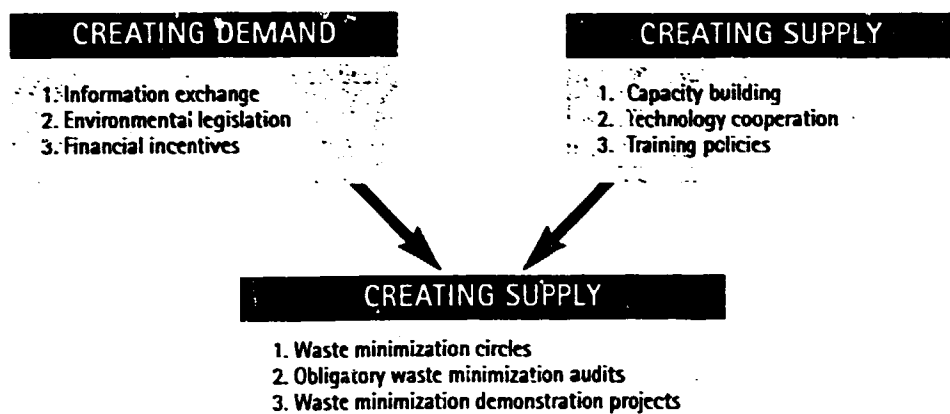 CREATING DEMAND
1. Information exchange
2. Environmental legislation
3. Financial incentives
CREATING SUPPLY
1. Capacity building
2. Technology cooperation
3. Training policies
CREATING SUPPLY
1. Waste minimization circles
2. Obligatory waste minimization audits
3. Waste minimization demonstration projects